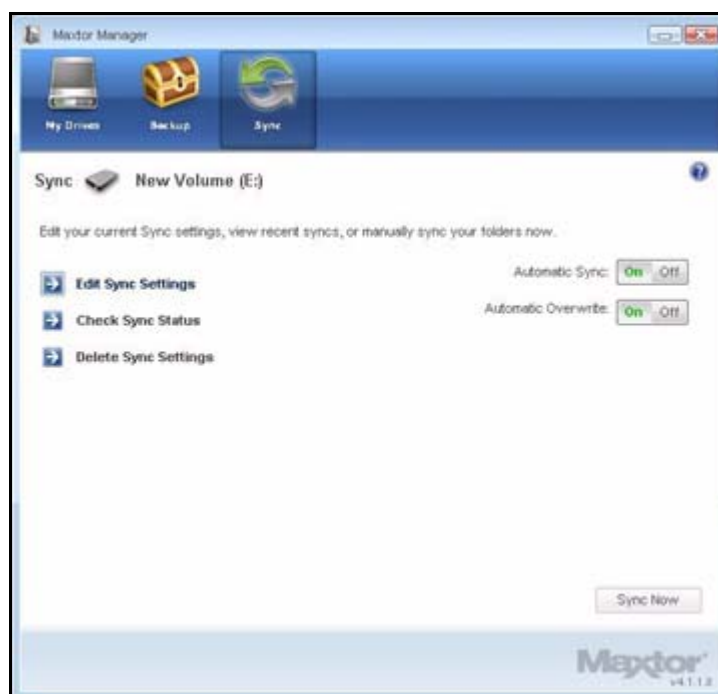 Maxtor Manager
My Drives
Backup
Sync
Sync New Volume (E:)
Edit your current Sync settings, view recent syncs, or manually sync your folders now.
Edit Sync Settings
Automatic Sync: On Off
Check Sync Status
Automatic Overwrite: On Off
Delete Sync Settings
Sync Now
Maxtor